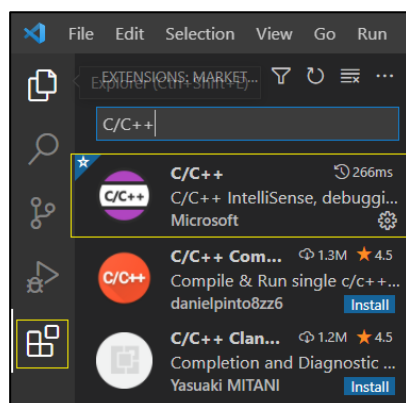 File Edit Selection View Go Run
EXTENSIONS: MARKET...
Explorer (Ctrl+Shift+E)
C/C++
C/C++ 266ms
C/C++
C/C++ IntelliSense, debuggi...
Microsoft
C/C++ Com... 1.3M 4.5
C/C++
Compile & Run single c/c++...
danielpinto8zz6 Install
C/C++ Clan... 1.2M 4.5
Completion and Diagnostic ...
Yasuaki MITANI Install